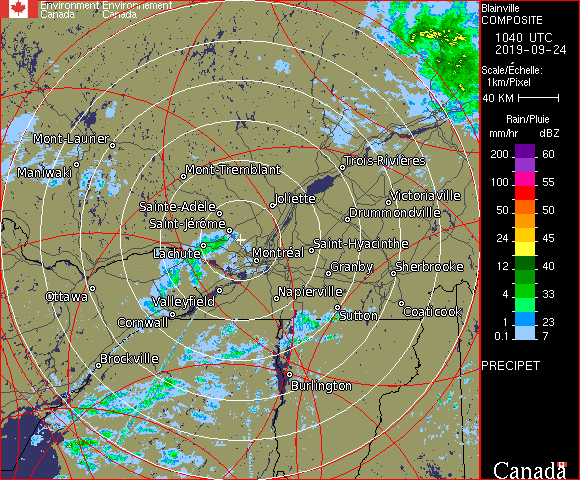 Environment Environnement
Canada Canada
Blainville
COMPOSITE
1040 UTC
2019-09-24
Scale/Échelle:
1km/Pixel
40 KM
Rain/Pluie
mm/hr dBZ
200 60
100 55
50 50
24 45
12 40
4 33
1 23
0.1 7
PRECIPET
Mont-Laurier
Maniwaki
Mont-Tremblant
Trois-Rivières
Sainte-Adèle
Joliette
Victoriaville
Saint-Jérôme
Drummondville
Lachute
Montréal
Saint-Hyacinthe
Granby
Sherbrooke
Ottawa
Valleyfield
Napierville
Cornwall
Sutton
Coaticook
Brockville
Burlington
Canada